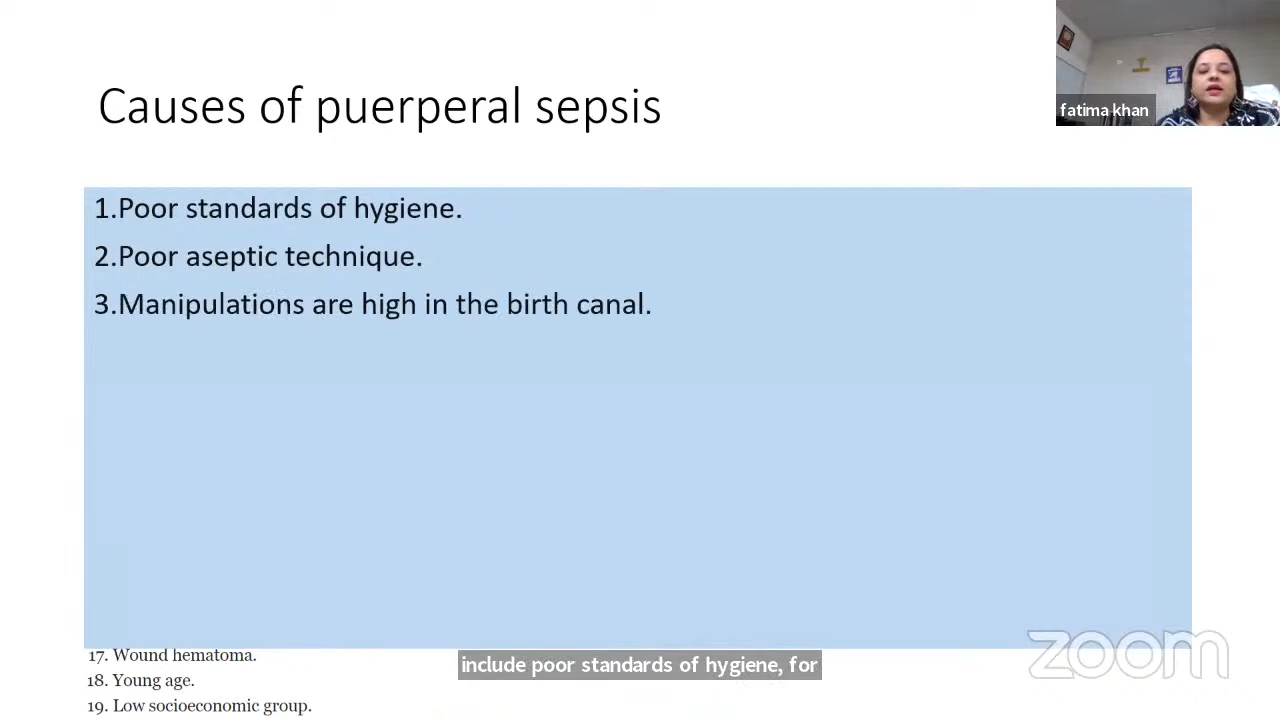 fatima khan
Causes of puerperal sepsis
1.Poor standards of hygiene.
2.Poor aseptic technique.
3.Manipulations are high in the birth canal.
17. Wound hematoma.
18. Young age.
19. Low socioeconomic group.
include poor standards of hygiene, for
zoom